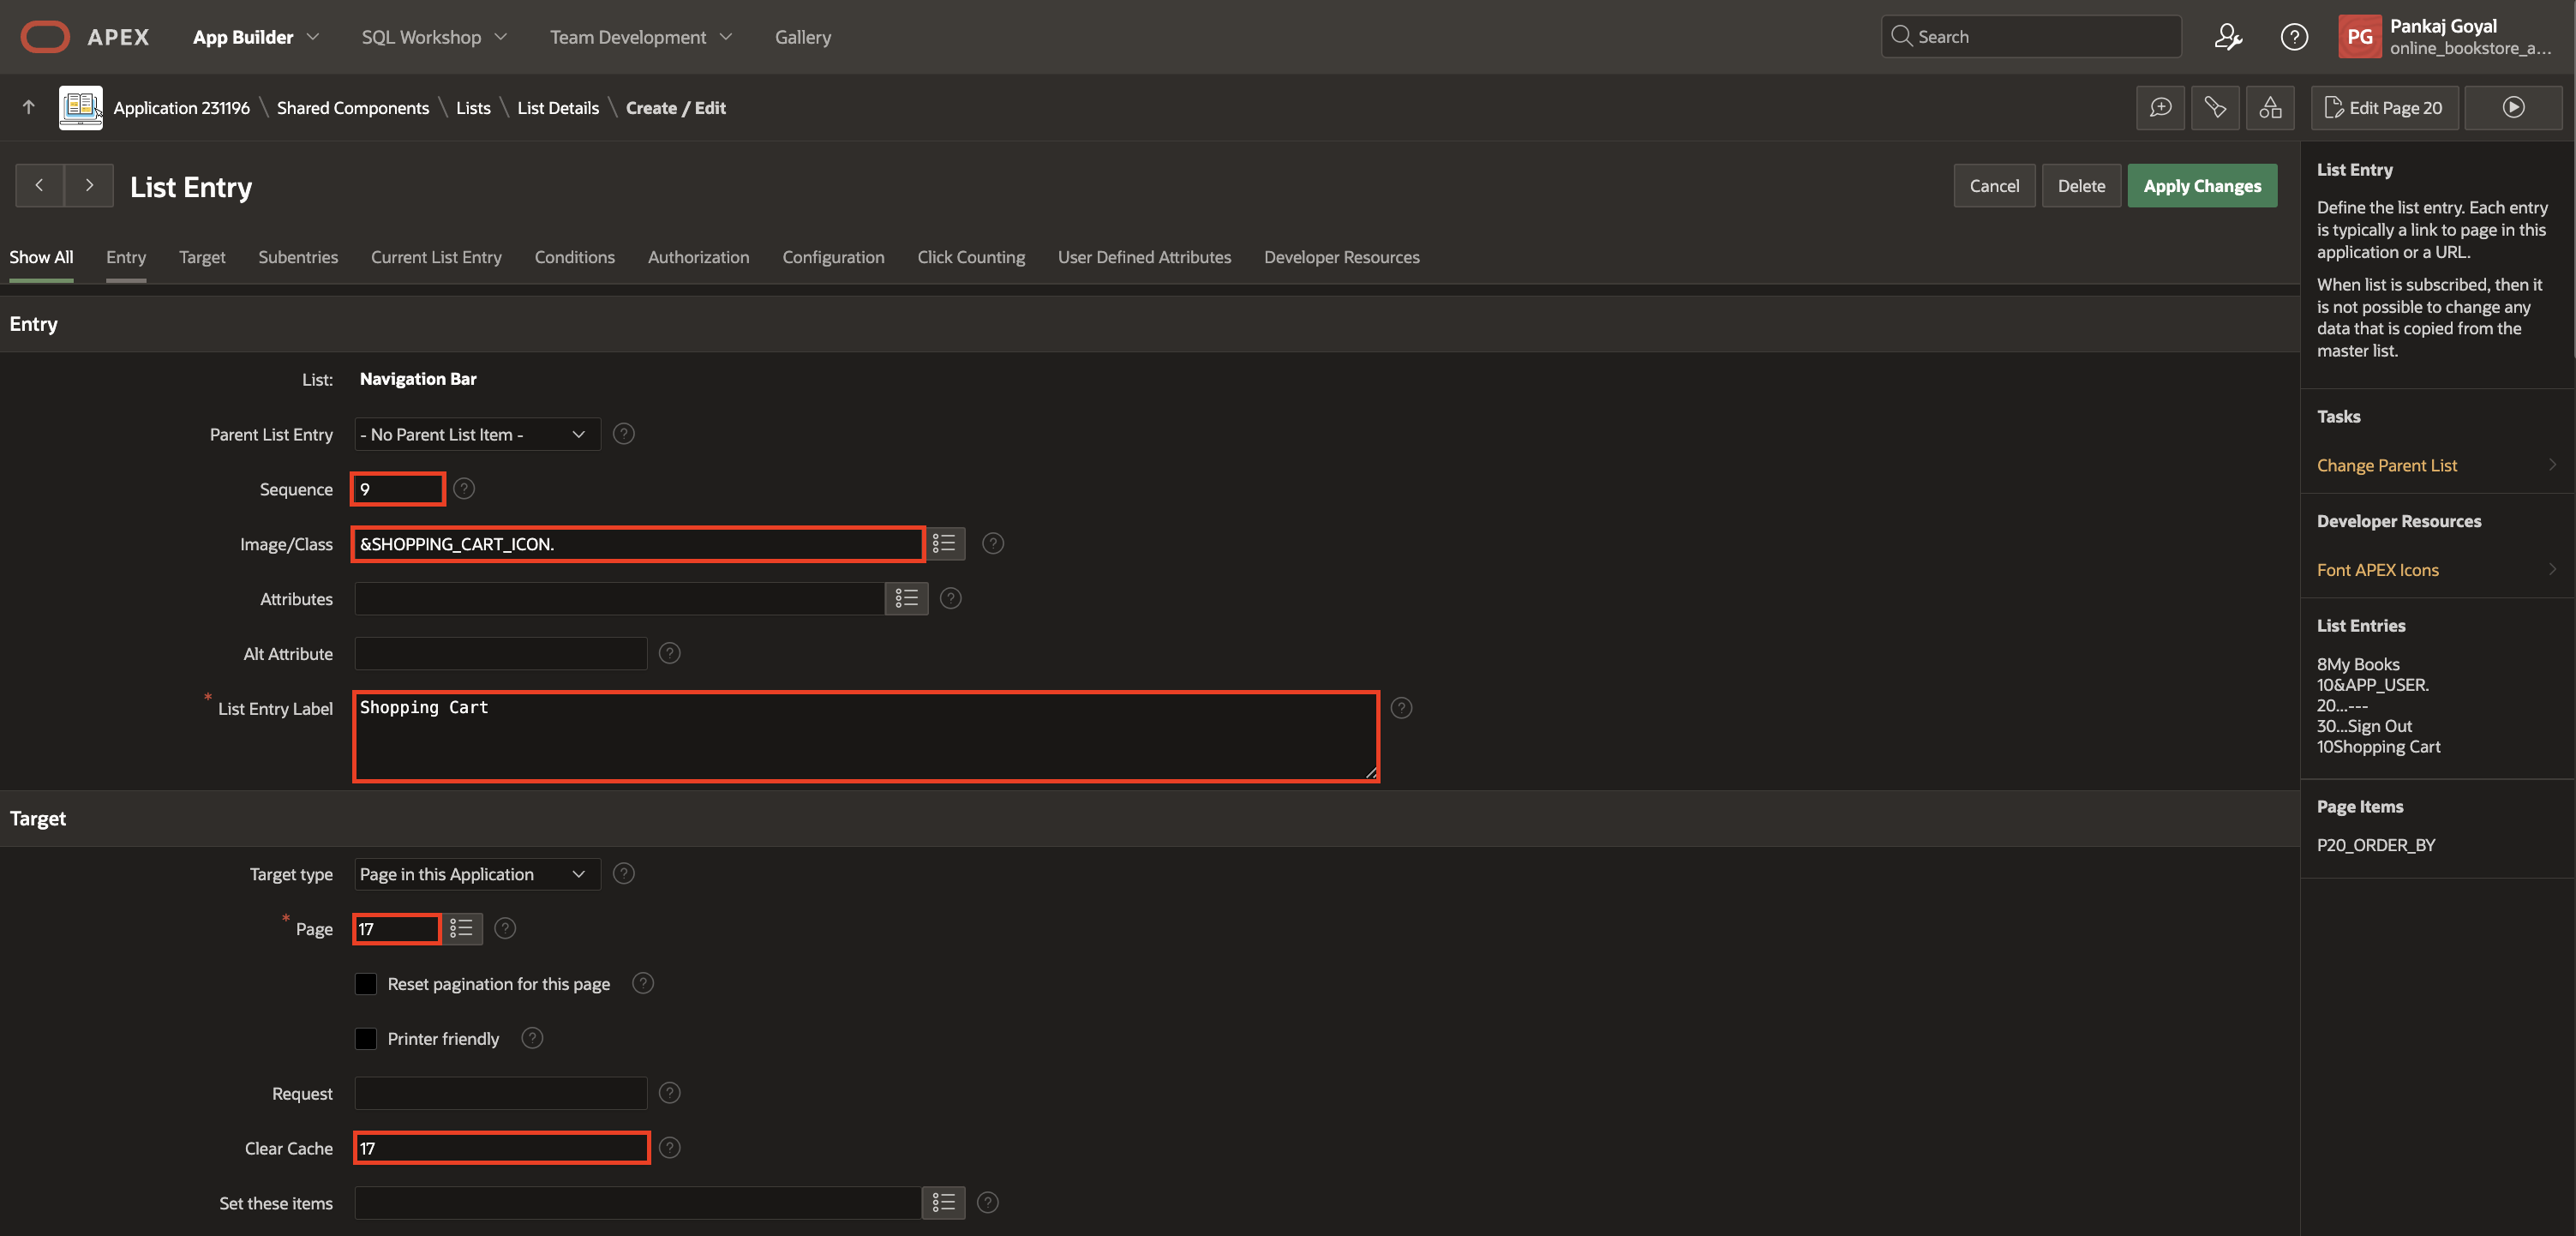 APEX App Builder SQL Workshop Team Development Gallery Search PG Pankaj Goyal
online_bookstore_a...
Application 231196 \ Shared Components \ Lists \ List Details \ Create / Edit Edit Page 20
List Entry Cancel Delete Apply Changes
Show All Entry Target Subentries Current List Entry Conditions Authorization Configuration Click Counting User Defined Attributes Developer Resources
Entry
List: Navigation Bar
Parent List Entry - No Parent List Item - ?
Sequence 9 ?
Image/Class &SHOPPING_CART_ICON. ?
Attributes ?
Alt Attribute ?
* List Entry Label Shopping Cart ?
Target
Target type Page in this Application ?
* Page 17 ?
Reset pagination for this page ?
Printer friendly ?
Request ?
Clear Cache 17 ?
Set these items ?
List Entry
Define the list entry. Each entry
is typically a link to page in this
application or a URL.
When list is subscribed, then it
is not possible to change any
data that is copied from the
master list.
Tasks
Change Parent List
Developer Resources
Font APEX Icons
List Entries
8My Books
10&APP_USER.
20...---
30...Sign Out
10Shopping Cart
Page Items
P20_ORDER_BY